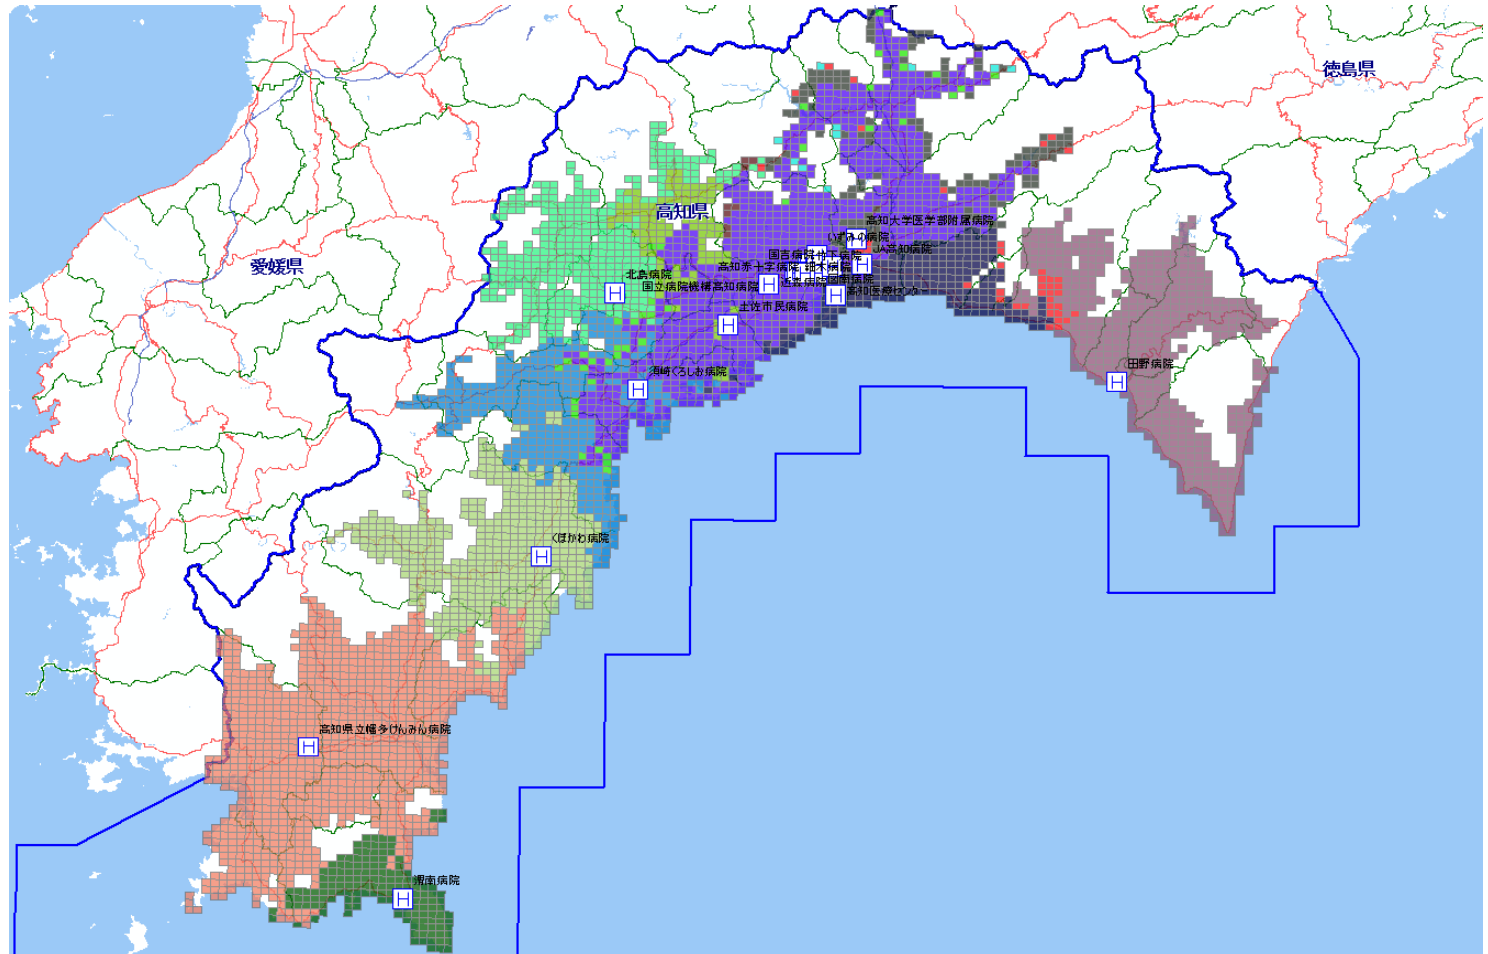 徳島県
高知県
高知大学医学部附属病院
いずみの病院
JA高知病院
国吉病院
竹下病院
愛媛県
高知赤十字病院
細木病院
北島病院
国立病院機構高知病院
近森病院
図南病院
高知医療センター
土佐市民病院
田野病院
須崎くろしお病院
くぼかわ病院
高知県立幡多けんみん病院
渭南病院